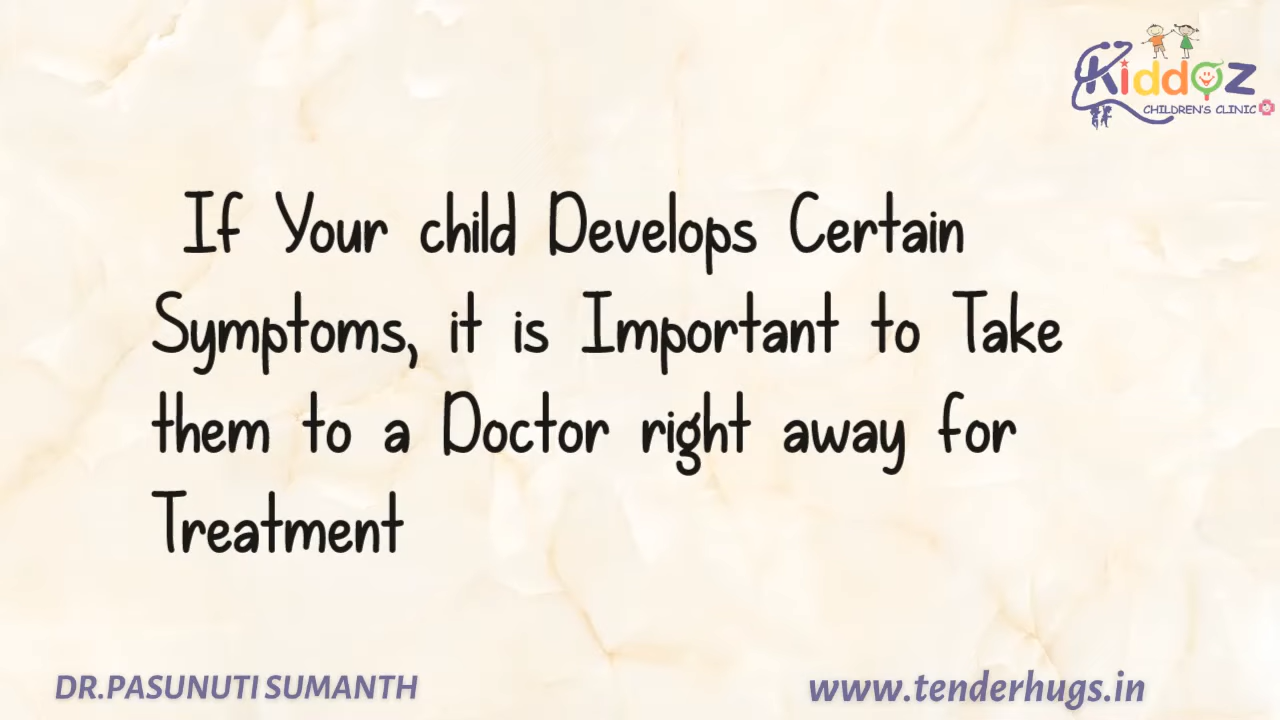 Kiddoz
CHILDREN'S CLINIC
If Your child Develops Certain
Symptoms, it is Important to Take
them to a Doctor right away for
Treatment
DR.PASUNUTI SUMANTH
www.tenderhugs.in